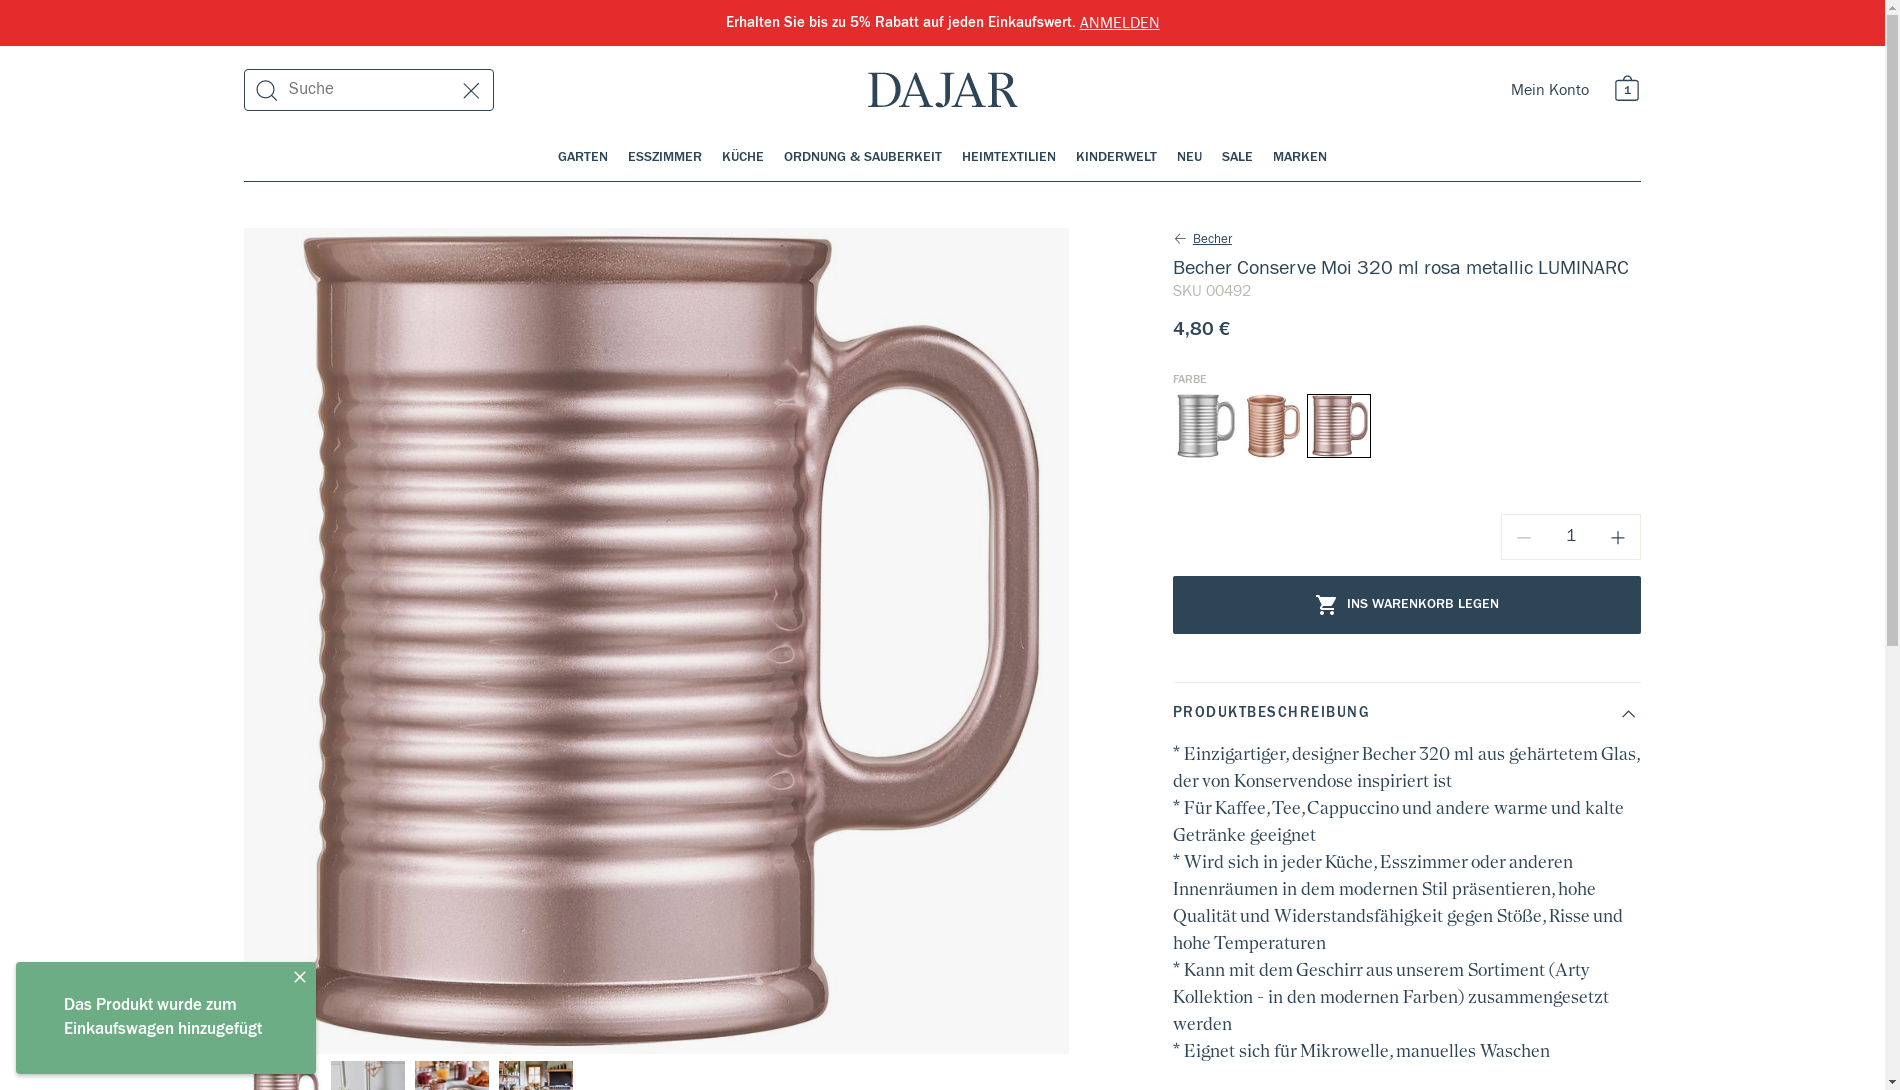 Erhalten Sie bis zu 5% Rabatt auf jeden Einkaufswert. ANMELDEN
Suche
DAJAR
Mein Konto
1
GARTEN ESSZIMMER KÜCHE ORDNUNG & SAUBERKEIT HEIMTEXTILIEN KINDERWELT NEU SALE MARKEN
Becher
Becher Conserve Moi 320 ml rosa metallic LUMINARC
SKU 00492
4,80 €
FARBE
1
INS WARENKORB LEGEN
PRODUKTBESCHREIBUNG
* Einzigartiger, designer Becher 320 ml aus gehärtetem Glas,
der von Konservendose inspiriert ist
* Für Kaffee, Tee, Cappuccino und andere warme und kalte
Getränke geeignet
* Wird sich in jeder Küche, Esszimmer oder anderen
Innenräumen in dem modernen Stil präsentieren, hohe
Qualität und Widerstandsfähigkeit gegen Stöße, Risse und
hohe Temperaturen
* Kann mit dem Geschirr aus unserem Sortiment (Arty
Kollektion - in den modernen Farben) zusammengesetzt
werden
* Eignet sich für Mikrowelle, manuelles Waschen
Das Produkt wurde zum
Einkaufswagen hinzugefügt